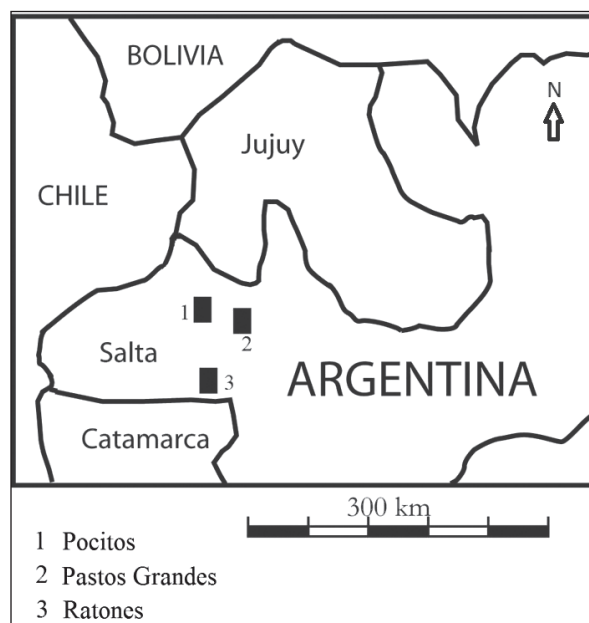 BOLIVIA
N
Jujuy
CHILE
1
2
Salta
3
ARGENTINA
Catamarca
300 km
1 Pocitos
2 Pastos Grandes
3 Ratones